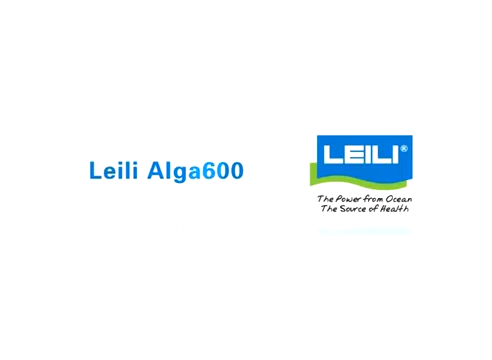 Leili Alga600
LEILI®
The Power from Ocean
The Source of Health